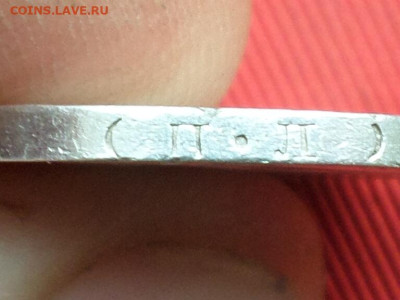 COINS.LAVE.RU
( П • Л )